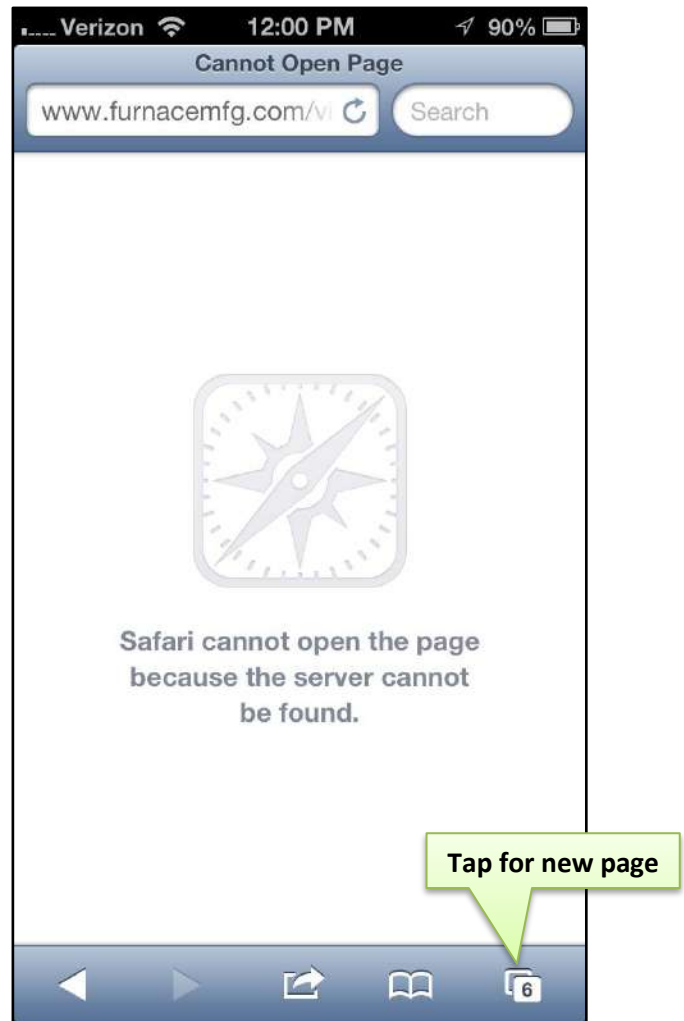 Verizon 12:00 PM 90%
Cannot Open Page
www.furnacemfg.com/vi Search
Safari cannot open the page
because the server cannot
be found.
Tap for new page
6